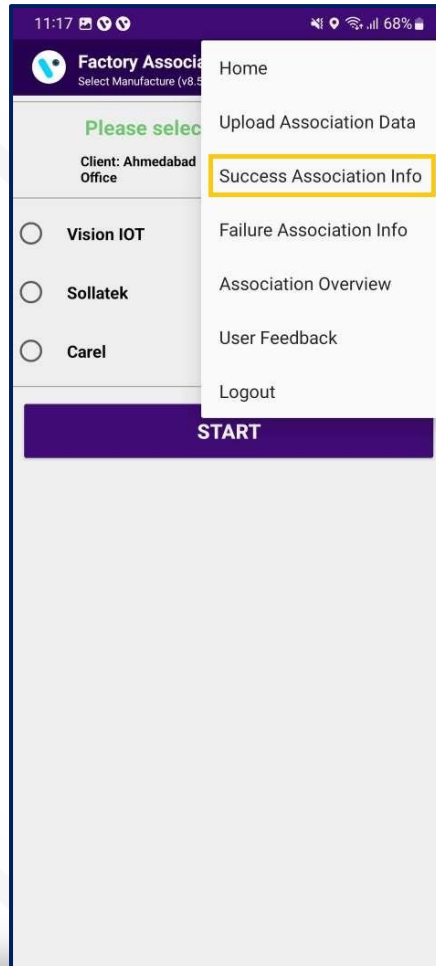 11:17 68%
Factory Associa
Select Manufacture (v8.5
Please selec
Client: Ahmedabad
Office
Vision IOT
Sollatek
Carel
START
Home
Upload Association Data
Success Association Info
Failure Association Info
Association Overview
User Feedback
Logout